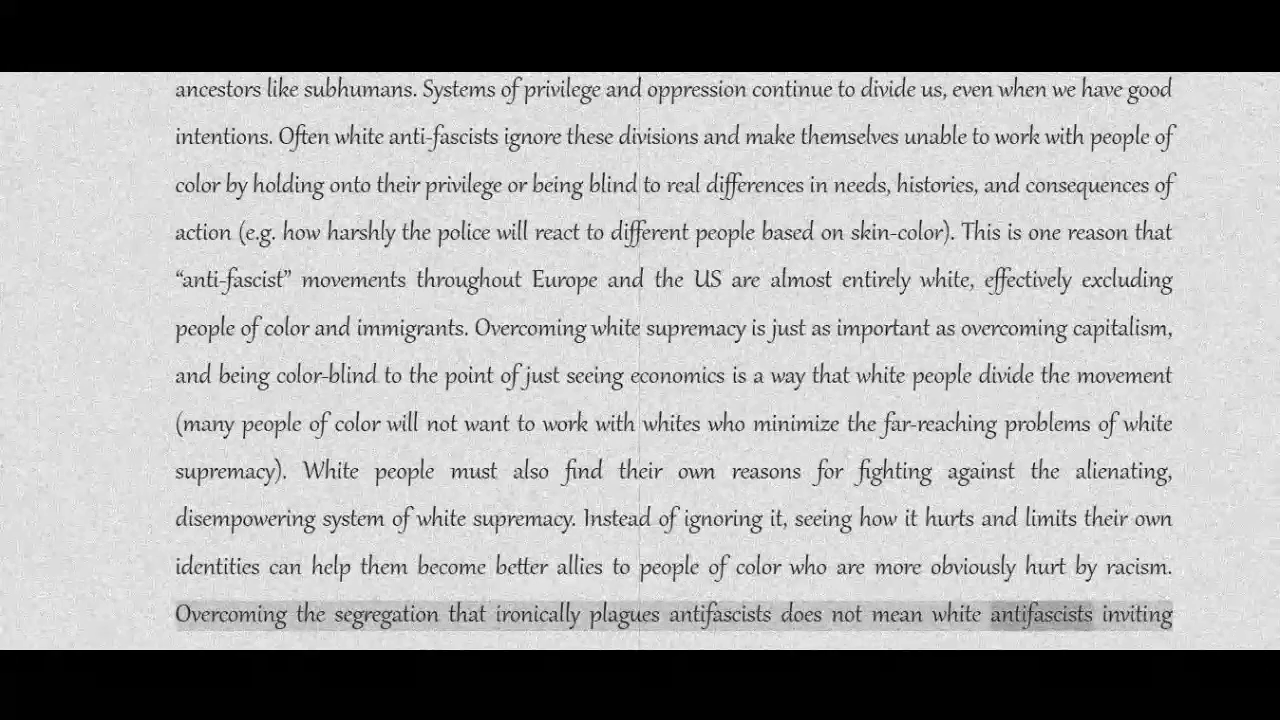 ancestors like subhumans. Systems of privilege and oppression continue to divide us, even when we have good
intentions. Often white anti-fascists ignore these divisions and make themselves unable to work with people of
color by holding onto their privilege or being blind to real differences in needs, histories, and consequences of
action (e.g. how harshly the police will react to different people based on skin-color). This is one reason that
“anti-fascist” movements throughout Europe and the US are almost entirely white, effectively excluding
people of color and immigrants. Overcoming white supremacy is just as important as overcoming capitalism,
and being color-blind to the point of just seeing economics is a way that white people divide the movement
(many people of color will not want to work with whites who minimize the far-reaching problems of white
supremacy). White people must also find their own reasons for fighting against the alienating,
disempowering system of white supremacy. Instead of ignoring it, seeing how it hurts and limits their own
identities can help them become better allies to people of color who are more obviously hurt by racism.
Overcoming the segregation that ironically plagues antifascists does not mean white antifascists inviting